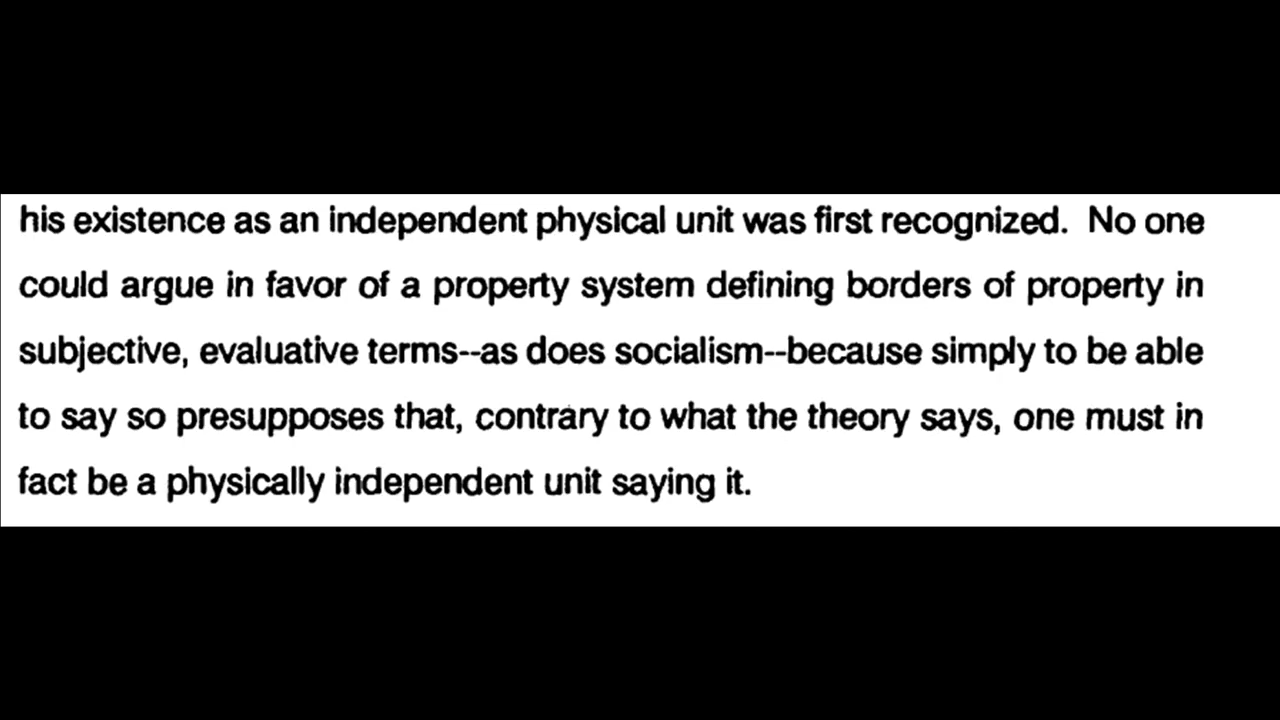 his existence as an independent physical unit was first recognized. No one
could argue in favor of a property system defining borders of property in
subjective, evaluative terms--as does socialism--because simply to be able
to say so presupposes that, contrary to what the theory says, one must in
fact be a physically independent unit saying it.